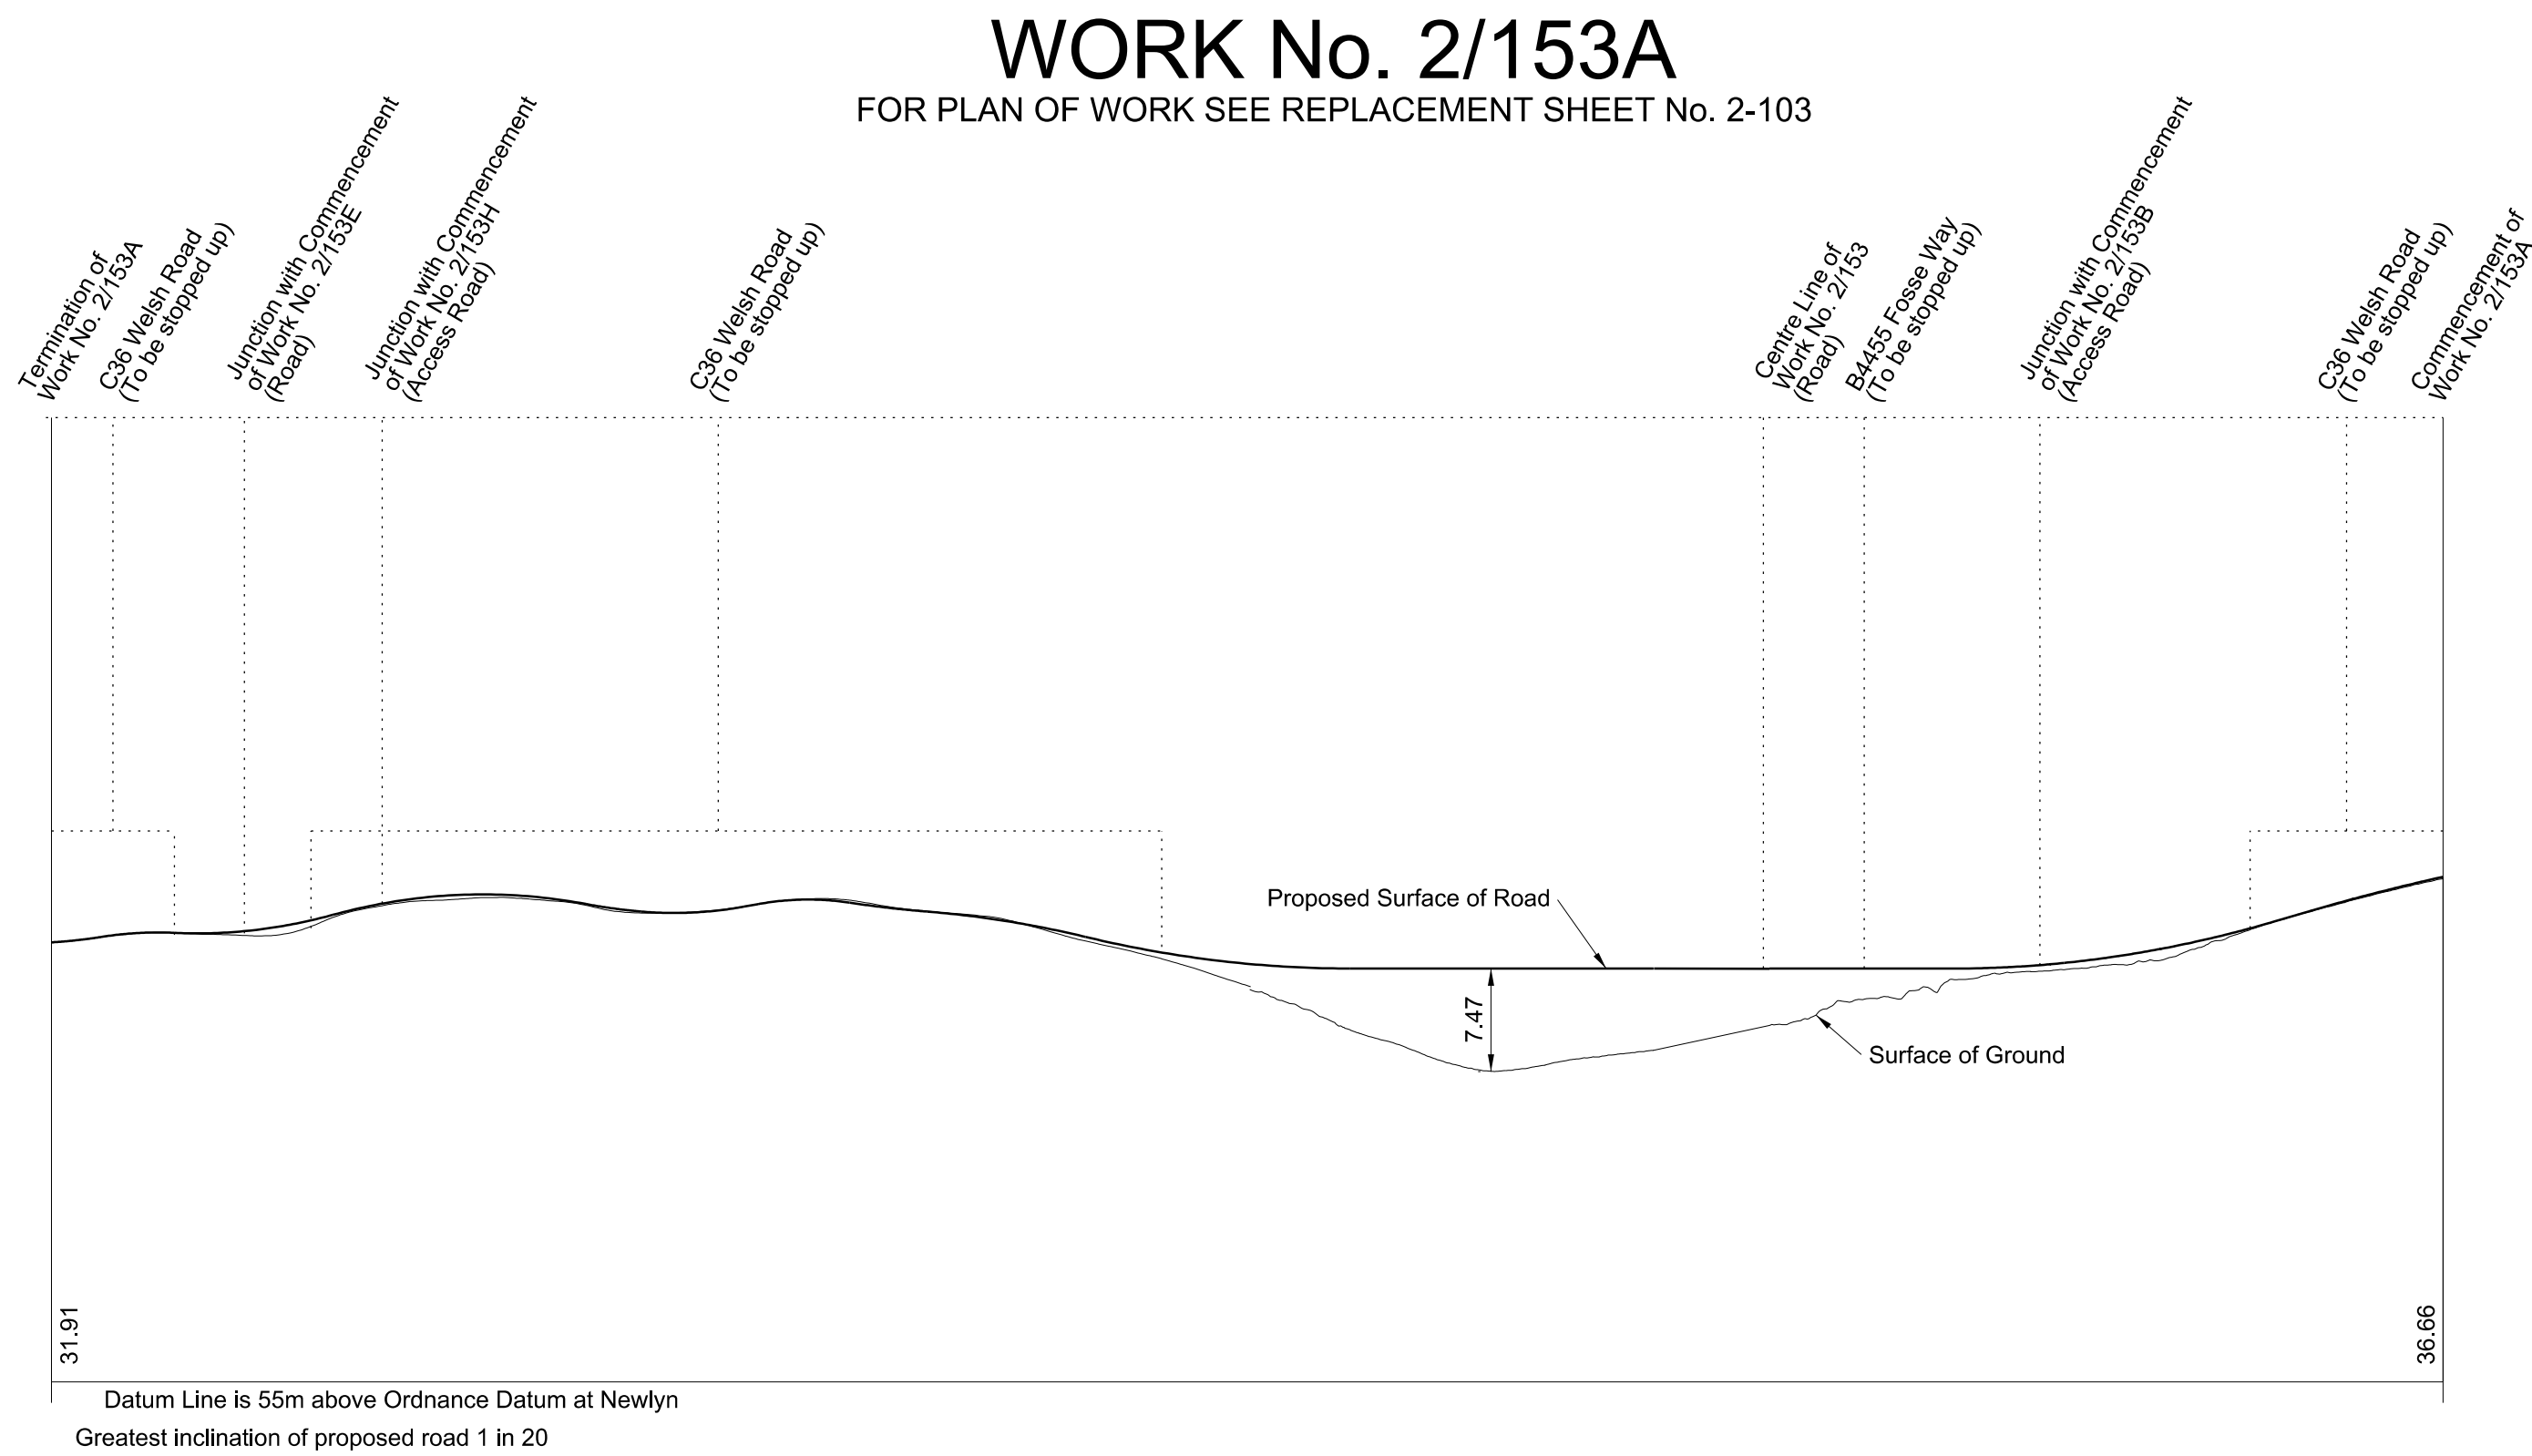 WORK No. 2/153A
FOR PLAN OF WORK SEE REPLACEMENT SHEET No. 2-103
Termination of
Work No. 2/153A
C36 Welsh Road
(To be stopped up)
Junction with Commencement
of Work No. 2/153E
(Road)
Junction with Commencement
of Work No. 2/153H
(Access Road)
C36 Welsh Road
(To be stopped up)
Centre Line of
Work No. 2/153
(Road)
B4455 Fosse Way
(To be stopped up)
Junction with Commencement
of Work No. 2/153B
(Access Road)
C36 Welsh Road
(To be stopped up)
Commencement of
Work No. 2/153A
Proposed Surface of Road
7.47
Surface of Ground
31.91
36.66
Datum Line is 55m above Ordnance Datum at Newlyn
Greatest inclination of proposed road 1 in 20